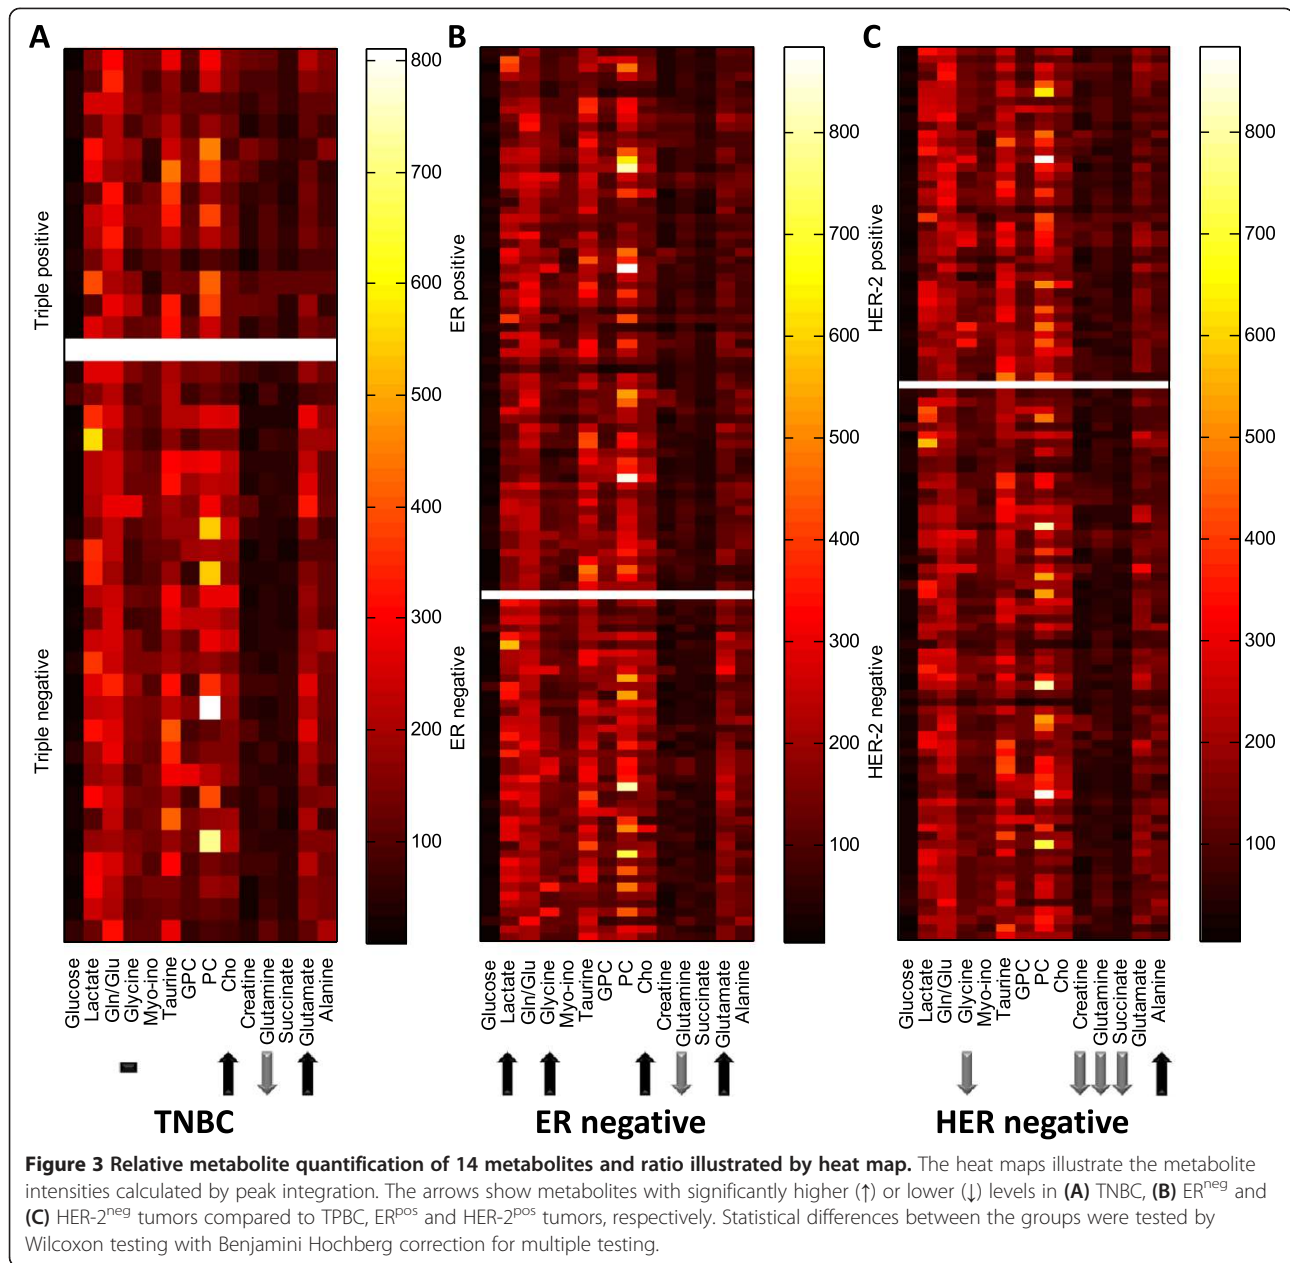 A
B
C
800
700
600
500
400
300
200
100
Triple positive
Triple negative
800
700
600
500
400
300
200
100
ER positive
ER negative
800
700
600
500
400
300
200
100
HER-2 positive
HER-2 negative
Glucose
Lactate
Gln/Glu
Glycine
Myo-ino
Taurine
GPC
PC
Cho
Creatine
Glutamine
Succinate
Glutamate
Alanine
Glucose
Lactate
Gln/Glu
Glycine
Myo-ino
Taurine
GPC
PC
Cho
Creatine
Glutamine
Succinate
Glutamate
Alanine
Glucose
Lactate
Gln/Glu
Glycine
Myo-ino
Taurine
GPC
PC
Cho
Creatine
Glutamine
Succinate
Glutamate
Alanine
TNBC
ER negative
HER negative
Figure 3 Relative metabolite quantification of 14 metabolites and ratio illustrated by heat map. The heat maps illustrate the metabolite
intensities calculated by peak integration. The arrows show metabolites with significantly higher (↑) or lower (↓) levels in (A) TNBC, (B) ERneg and
(C) HER-2neg tumors compared to TPBC, ERpos and HER-2pos tumors, respectively. Statistical differences between the groups were tested by
Wilcoxon testing with Benjamini Hochberg correction for multiple testing.